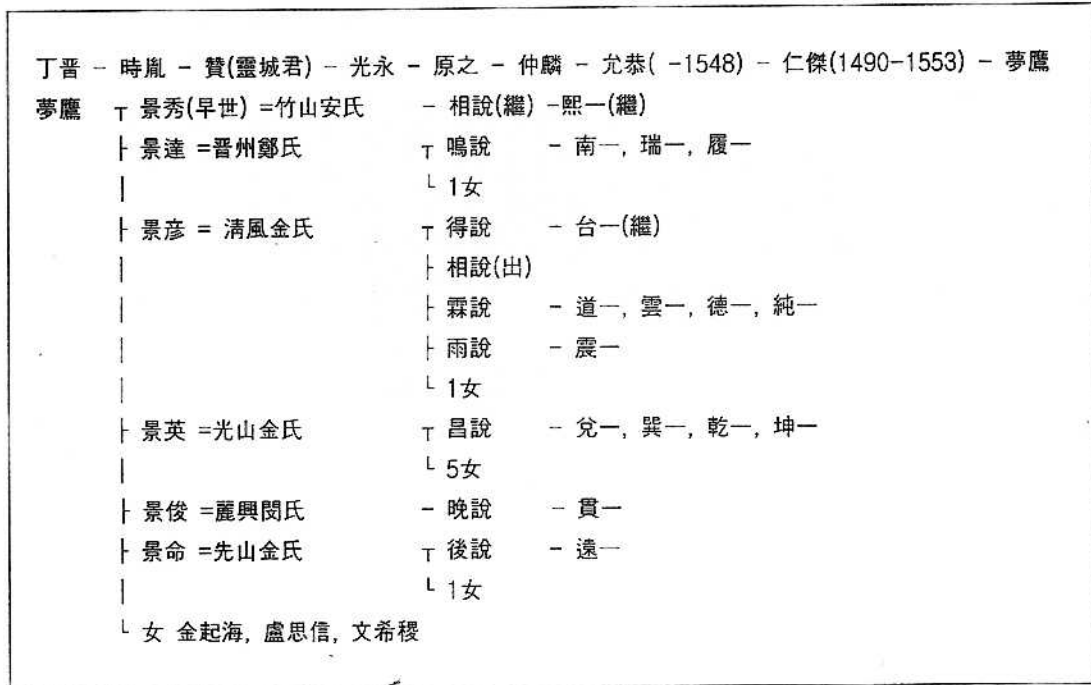 丁晋 - 時胤 - 贊(靈城君) - 光永 - 原之 - 仲麟 - 允恭( -1548) - 仁傑(1490-1553) - 夢鷹
夢鷹 ┬ 景秀(早世) =竹山安氏 - 相說(繼) -熙一(繼)
├ 景達 =晋州鄭氏 ┬ 鳴說 - 南一, 瑞一, 履一
│ └ 1女
├ 景彦 = 淸風金氏 ┬ 得說 - 台一(繼)
│ ├ 相說(出)
│ ├ 霖說 - 道一, 雲一, 德一, 純一
│ ├ 雨說 - 震一
│ └ 1女
├ 景英 =光山金氏 ┬ 昌說 - 兌一, 巽一, 乾一, 坤一
│ └ 5女
├ 景俊 =麗興閔氏 - 晩說 - 貫一
├ 景命 =先山金氏 ┬ 後說 - 遠一
│ └ 1女
└ 女 金起海, 盧思信, 文希稷